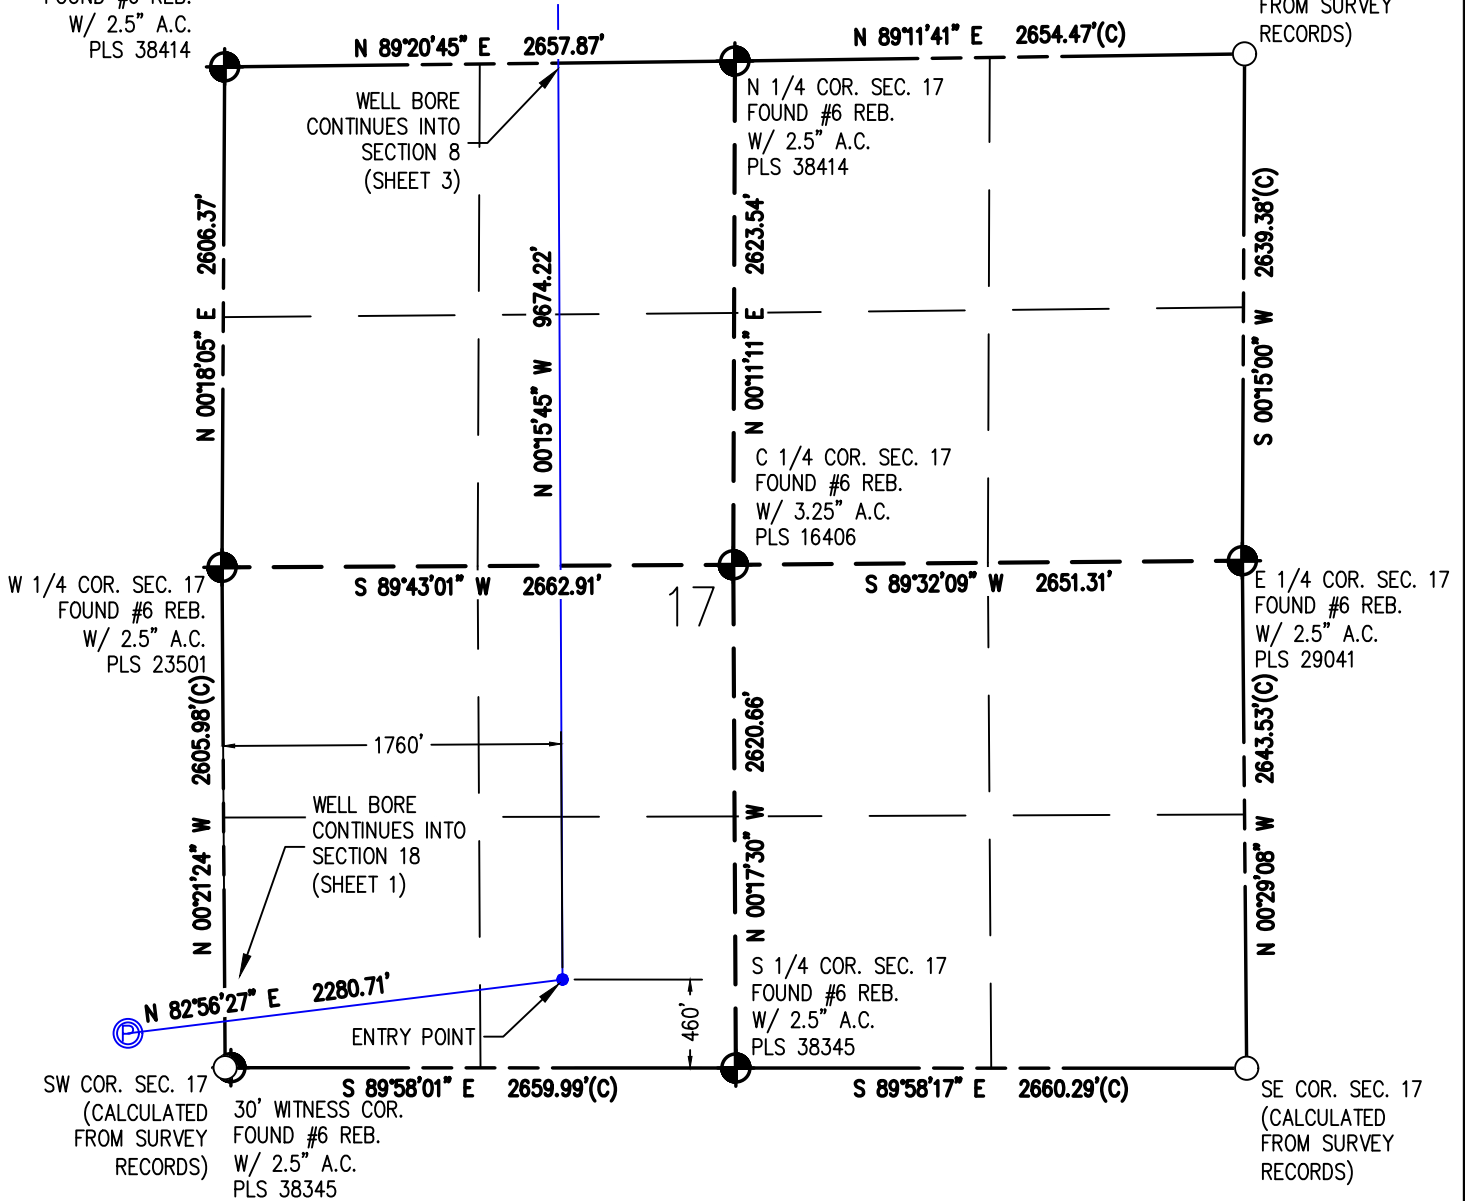 FOUND #6 REB.
W/ 2.5" A.C.
PLS 38414
N 89°20'45" E 2657.87'
N 89°11'41" E 2654.47'(C)
FROM SURVEY
RECORDS)
WELL BORE
CONTINUES INTO
SECTION 8
(SHEET 3)
N 1/4 COR. SEC. 17
FOUND #6 REB.
W/ 2.5" A.C.
PLS 38414
N 00°18'05" E 2606.37'
N 00°15'45" W 9674.22'
N 00°11'11" E 2623.54'
S 00°15'00" W 2639.38'(C)
C 1/4 COR. SEC. 17
FOUND #6 REB.
W/ 3.25" A.C.
PLS 16406
W 1/4 COR. SEC. 17
FOUND #6 REB.
W/ 2.5" A.C.
PLS 23501
S 89°43'01" W 2662.91'
17
S 89°32'09" W 2651.31'
E 1/4 COR. SEC. 17
FOUND #6 REB.
W/ 2.5" A.C.
PLS 29041
N 00°21'24" W 2605.98'(C)
1760'
N 00°17'30" W 2620.66'
N 00°29'08" W 2643.53'(C)
WELL BORE
CONTINUES INTO
SECTION 18
(SHEET 1)
N 82°56'27" E 2280.71'
P
ENTRY POINT
460'
S 1/4 COR. SEC. 17
FOUND #6 REB.
W/ 2.5" A.C.
PLS 38345
S 89°58'01" E 2659.99'(C)
S 89°58'17" E 2660.29'(C)
SW COR. SEC. 17
(CALCULATED
FROM SURVEY
RECORDS)
30' WITNESS COR.
FOUND #6 REB.
W/ 2.5" A.C.
PLS 38345
SE COR. SEC. 17
(CALCULATED
FROM SURVEY
RECORDS)